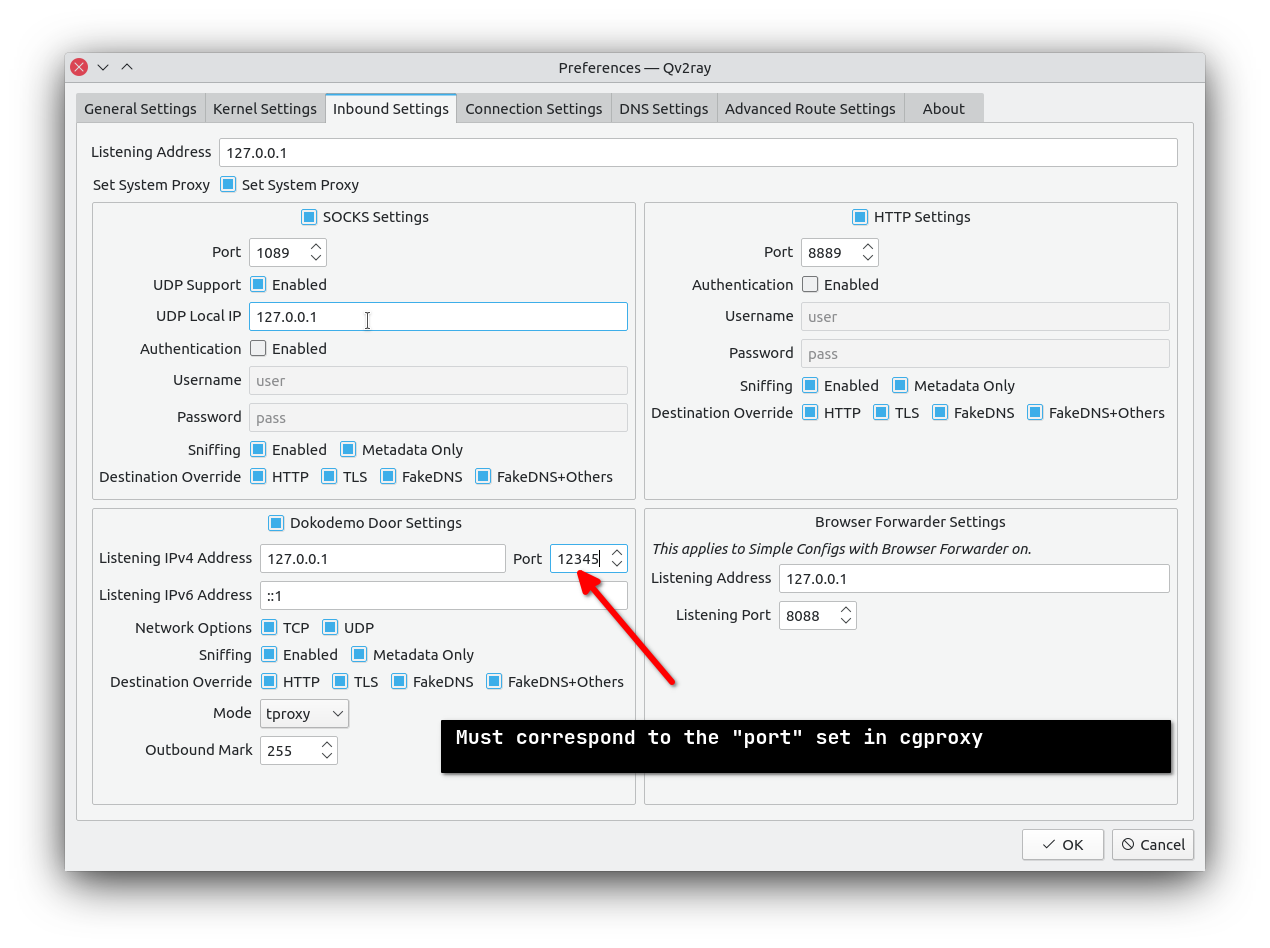 Preferences — Qv2ray
General Settings
Kernel Settings
Inbound Settings
Connection Settings
DNS Settings
Advanced Route Settings
About
Listening Address 127.0.0.1
Set System Proxy Set System Proxy
SOCKS Settings
Port 1089
UDP Support Enabled
UDP Local IP 127.0.0.1
Authentication Enabled
Username user
Password pass
Sniffing Enabled Metadata Only
Destination Override HTTP TLS FakeDNS FakeDNS+Others
HTTP Settings
Port 8889
Authentication Enabled
Username user
Password pass
Sniffing Enabled Metadata Only
Destination Override HTTP TLS FakeDNS FakeDNS+Others
Dokodemo Door Settings
Listening IPv4 Address 127.0.0.1 Port 12345
Listening IPv6 Address ::1
Network Options TCP UDP
Sniffing Enabled Metadata Only
Destination Override HTTP TLS FakeDNS FakeDNS+Others
Mode tproxy
Outbound Mark 255
Browser Forwarder Settings
This applies to Simple Configs with Browser Forwarder on.
Listening Address 127.0.0.1
Listening Port 8088
Must correspond to the "port" set in cgproxy
OK
Cancel